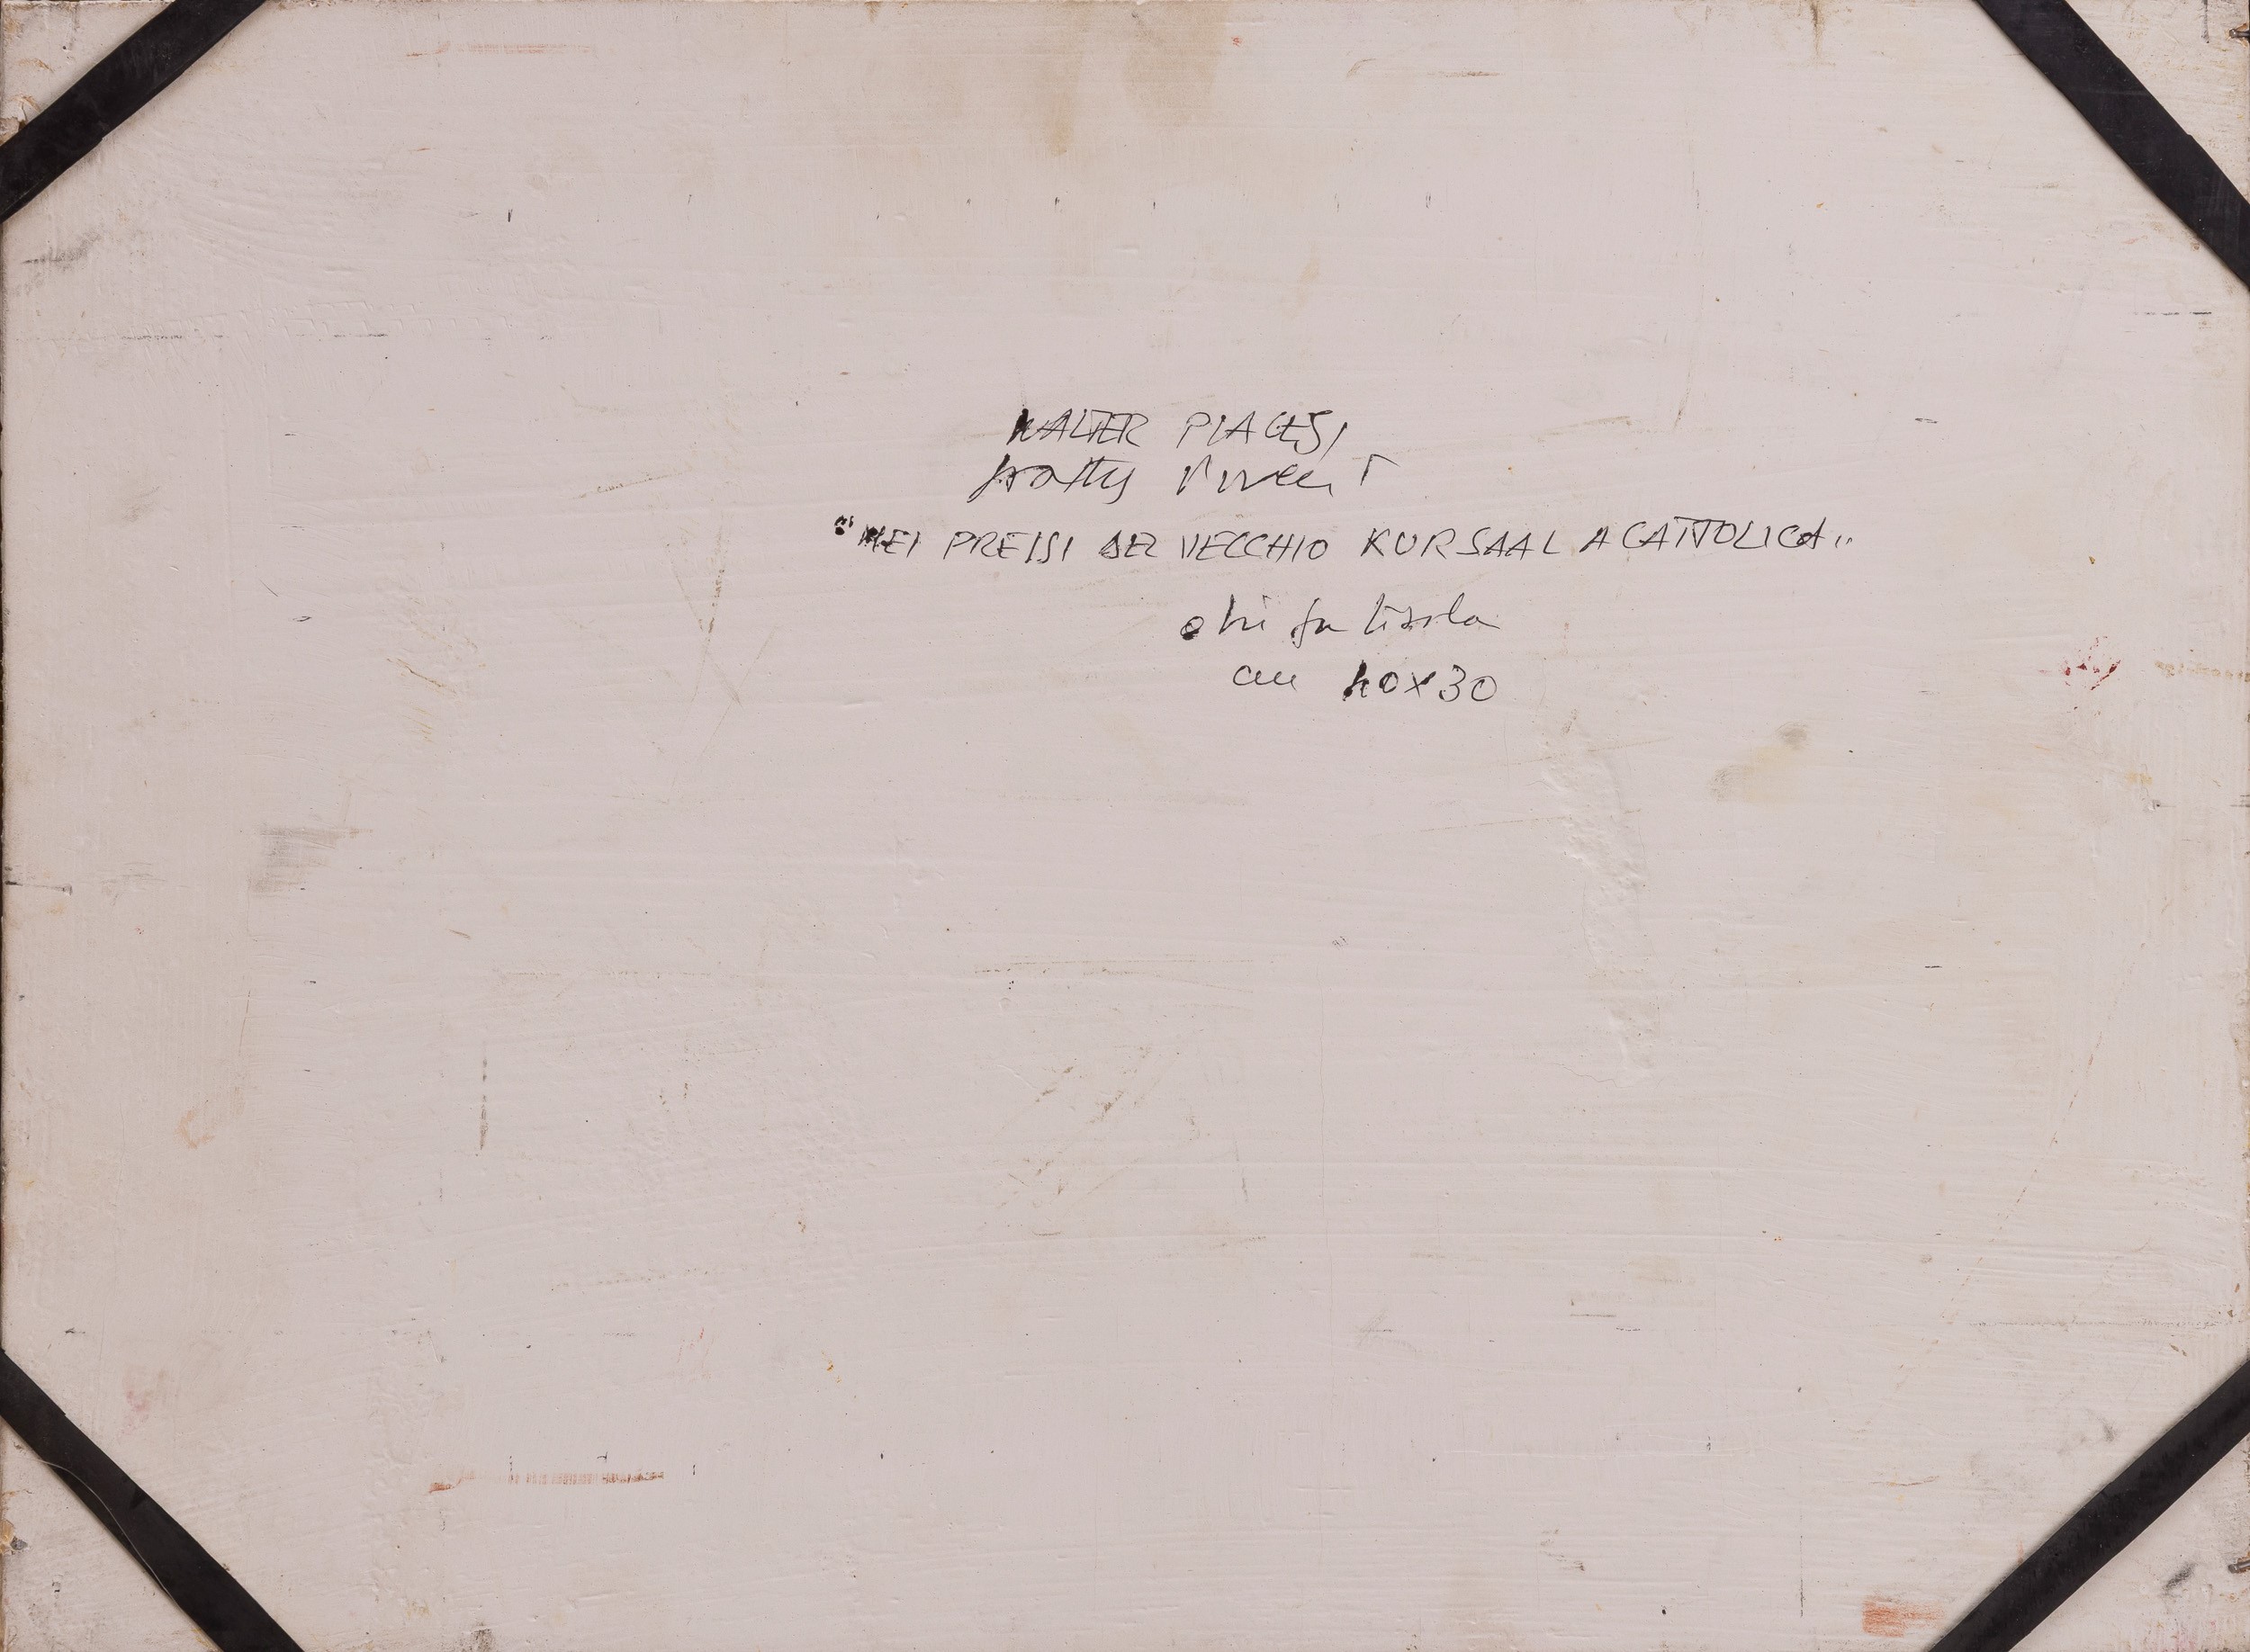 WALTER PIACESI
"NEI PRESSI DEL VECCHIO KURSAAL A CATTOLICA"
olio su tavola
cm 40x30